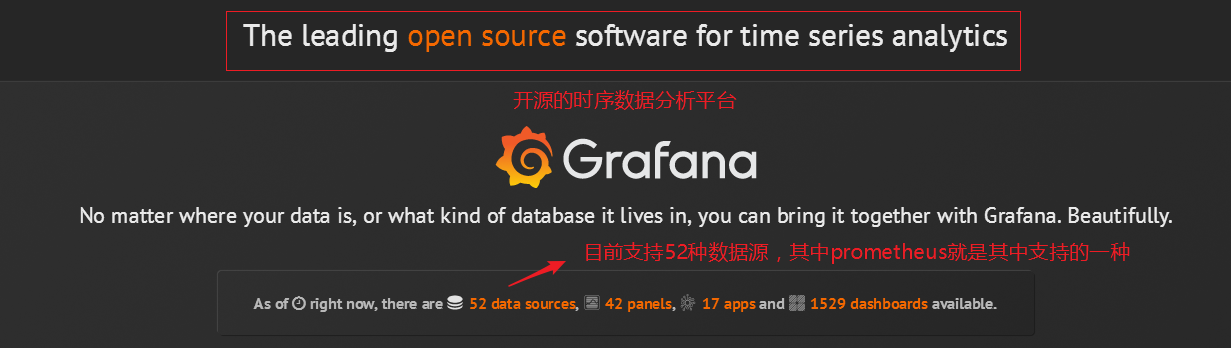 The leading open source software for time series analytics
开源的时序数据分析平台
Grafana
No matter where your data is, or what kind of database it lives in, you can bring it together with Grafana. Beautifully.
目前支持52种数据源，其中prometheus就是其中支持的一种
As of right now, there are 52 data sources, 42 panels, 17 apps and 1529 dashboards available.